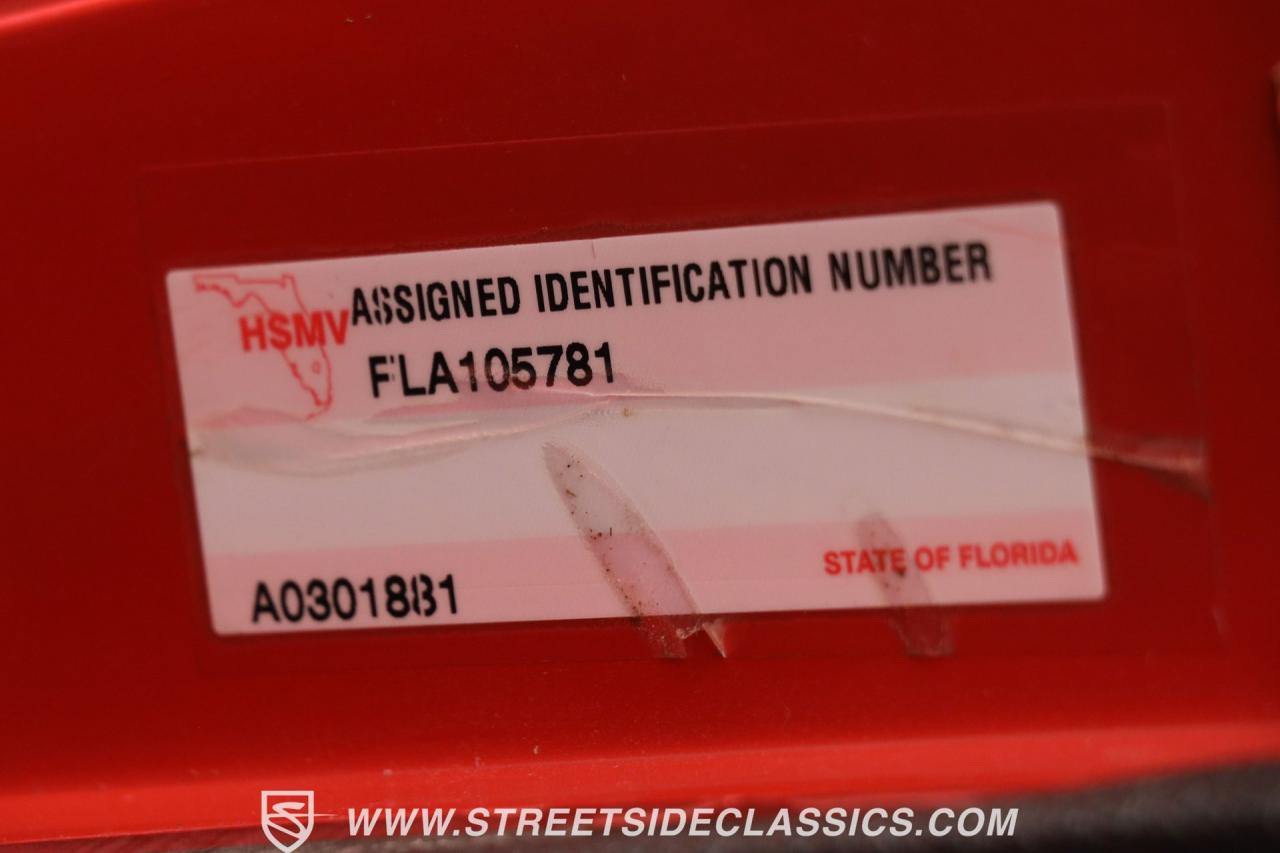 ASSIGNED IDENTIFICATION NUMBER
HSMV
FLA105781
STATE OF FLORIDA
A0301881
WWW.STREETSIDECLASSICS.COM